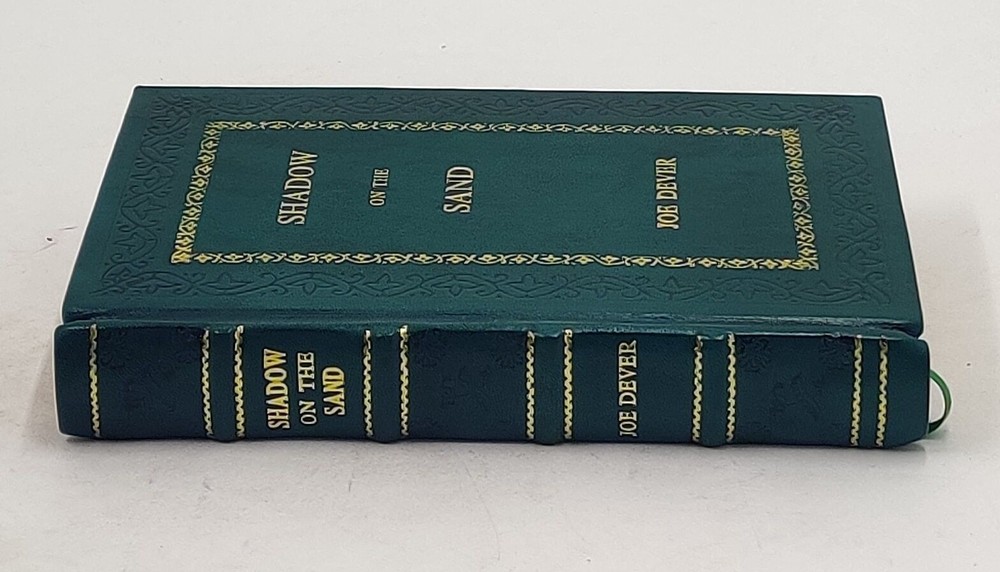 SHADOW
ON THE
SAND
JOE DEVER
SHADOW
ON THE
SAND
JOE DEVER